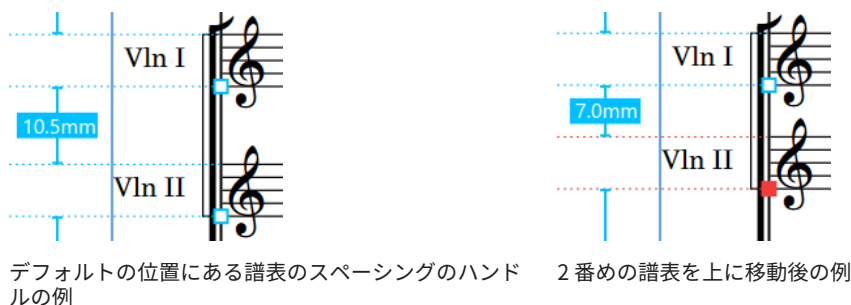 Vln I
10.5mm
Vln II
デフォルトの位置にある譜表のスペーシングのハンド
ルの例
Vln I
7.0mm
Vln II
2 番めの譜表を上に移動後の例